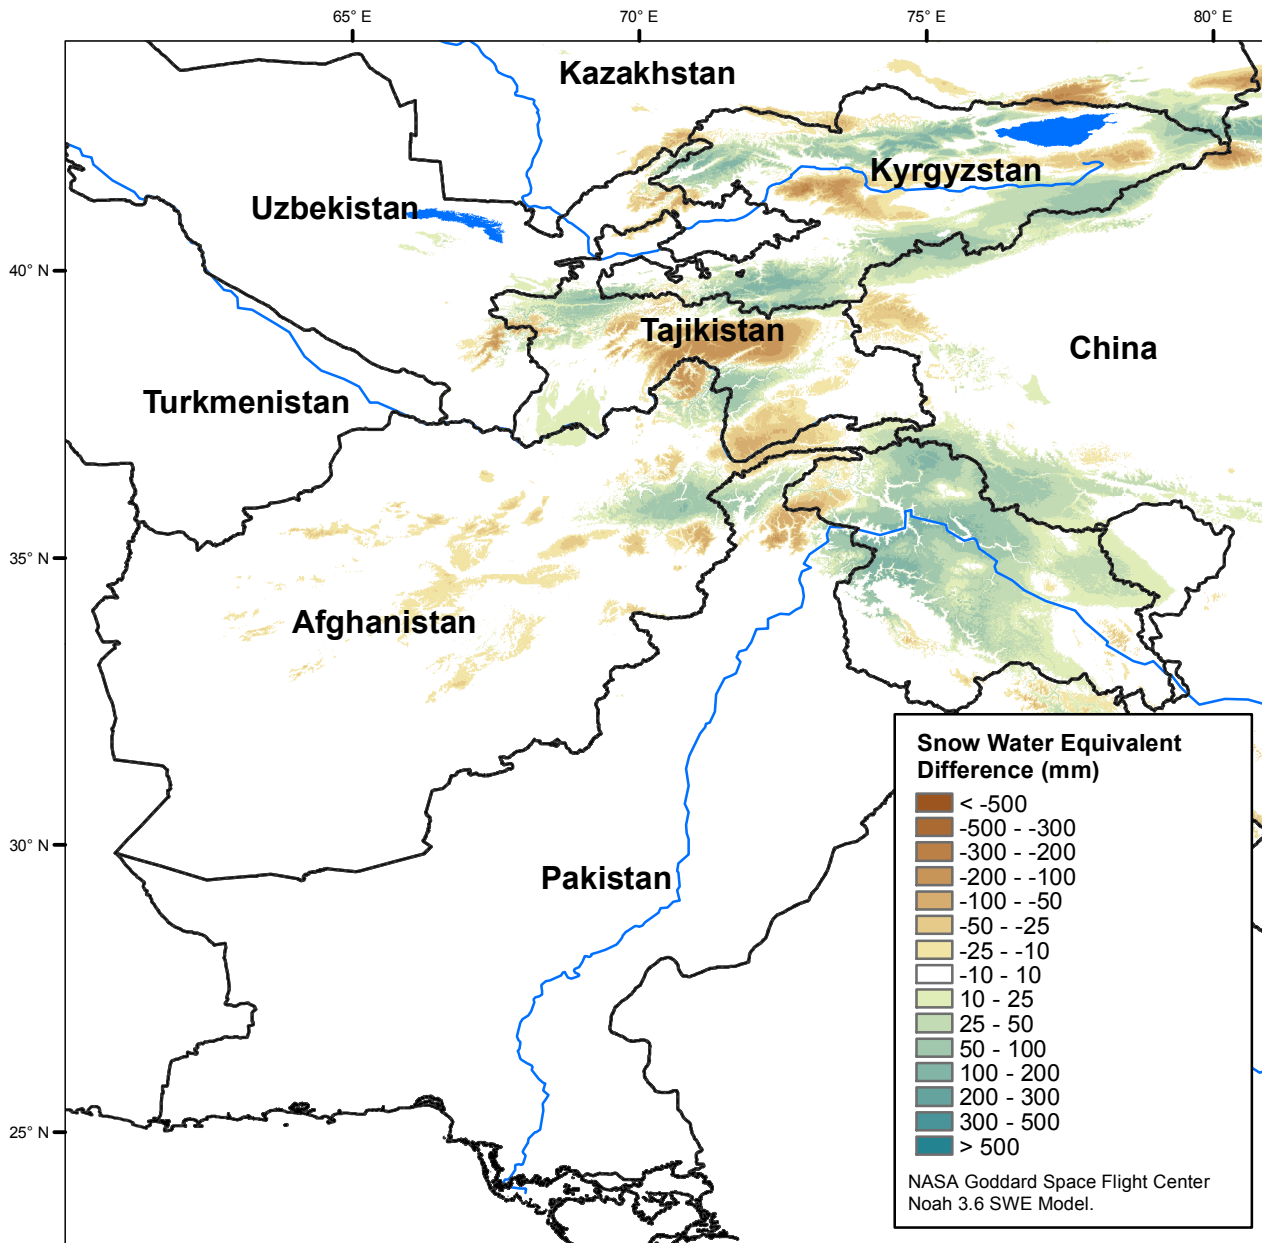 65° E
70° E
75° E
80° E
Kazakhstan
Kyrgyzstan
Uzbekistan
40° N
Tajikistan
China
Turkmenistan
35° N
Afghanistan
Snow Water Equivalent
Difference (mm)
< -500
-500 - -300
-300 - -200
-200 - -100
-100 - -50
-50 - -25
-25 - -10
-10 - 10
10 - 25
25 - 50
50 - 100
100 - 200
200 - 300
300 - 500
> 500
NASA Goddard Space Flight Center
Noah 3.6 SWE Model.
30° N
Pakistan
25° N